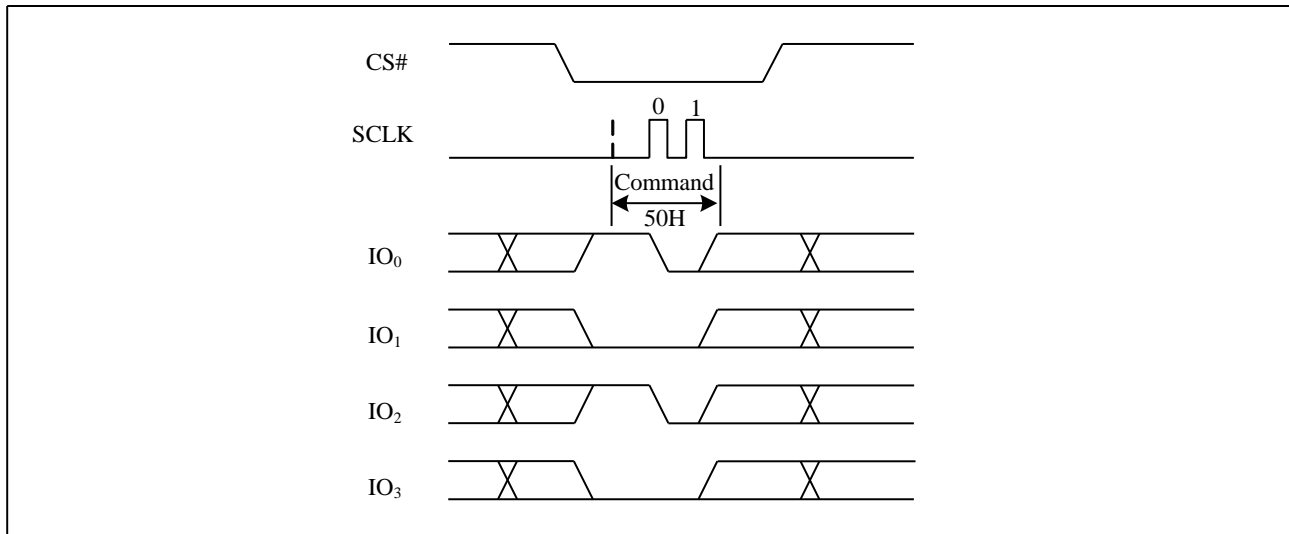 CS#
0 1
SCLK
Command
50H
IO₀
IO₁
IO₂
IO₃